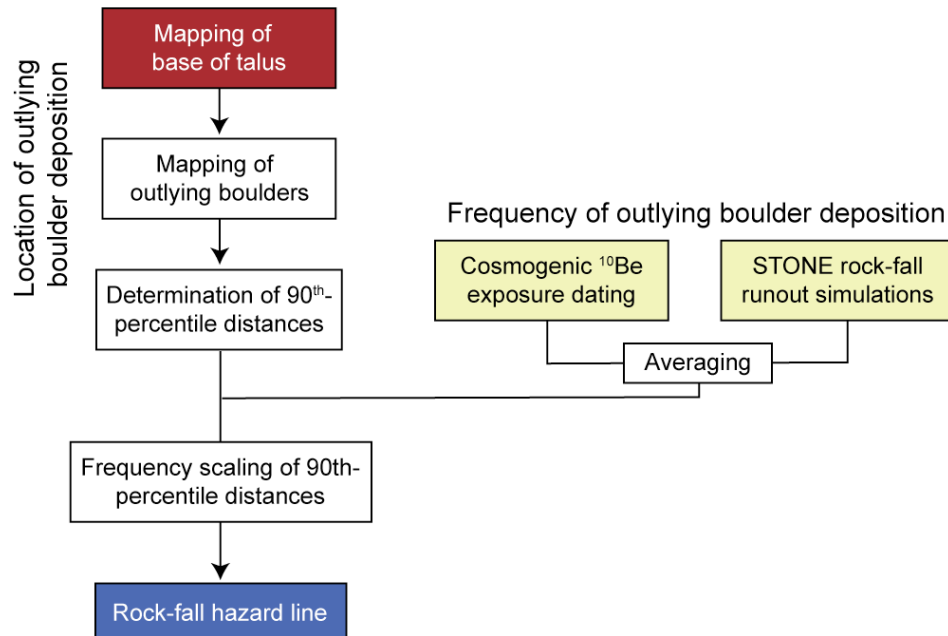 Location of outlying
boulder deposition
Mapping of
base of talus
Mapping of
outlying boulders
Determination of 90th-
percentile distances
Frequency of outlying boulder deposition
Cosmogenic ¹⁰Be
exposure dating
STONE rock-fall
runout simulations
Averaging
Frequency scaling of 90th-
percentile distances
Rock-fall hazard line